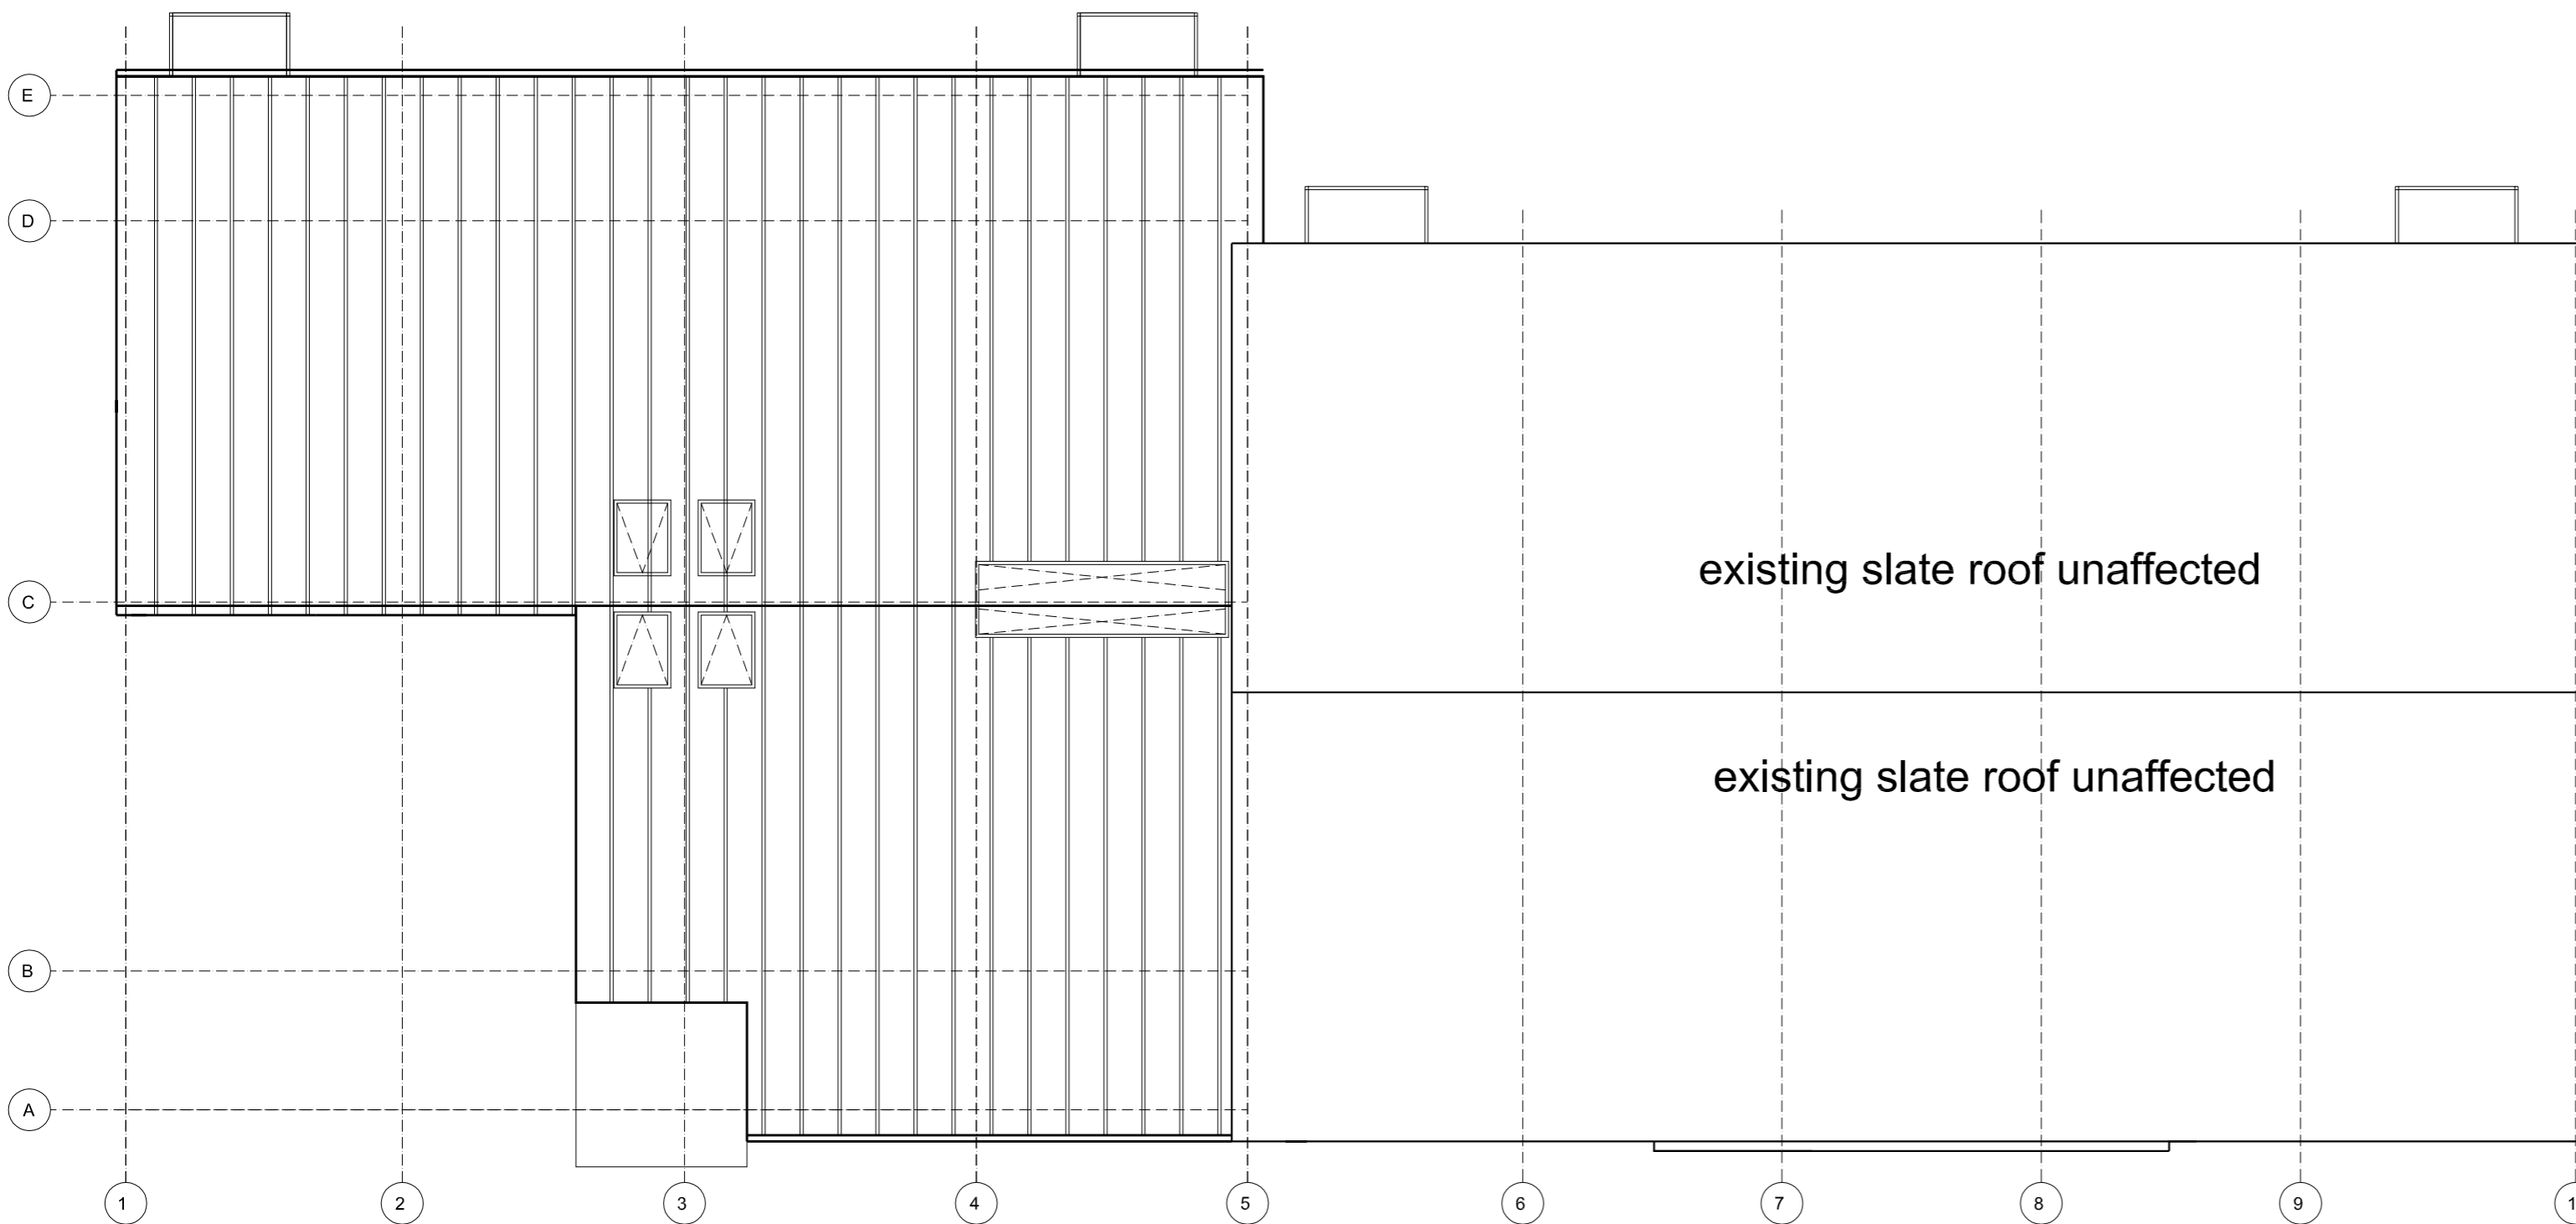 E
D
existing slate roof unaffected
C
existing slate roof unaffected
B
A
1 2 3 4 5 6 7 8 9